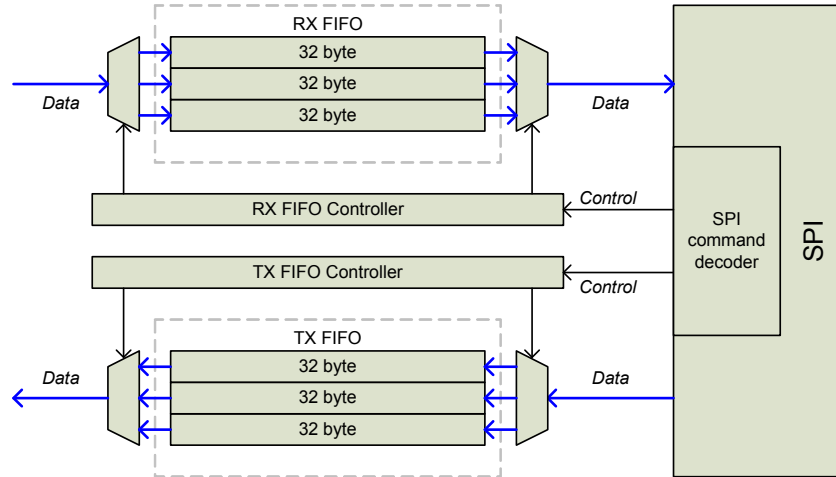 RX FIFO
32 byte
32 byte
32 byte
Data
Data
RX FIFO Controller
Control
SPI
command
decoder
SPI
TX FIFO Controller
Control
TX FIFO
32 byte
32 byte
32 byte
Data
Data